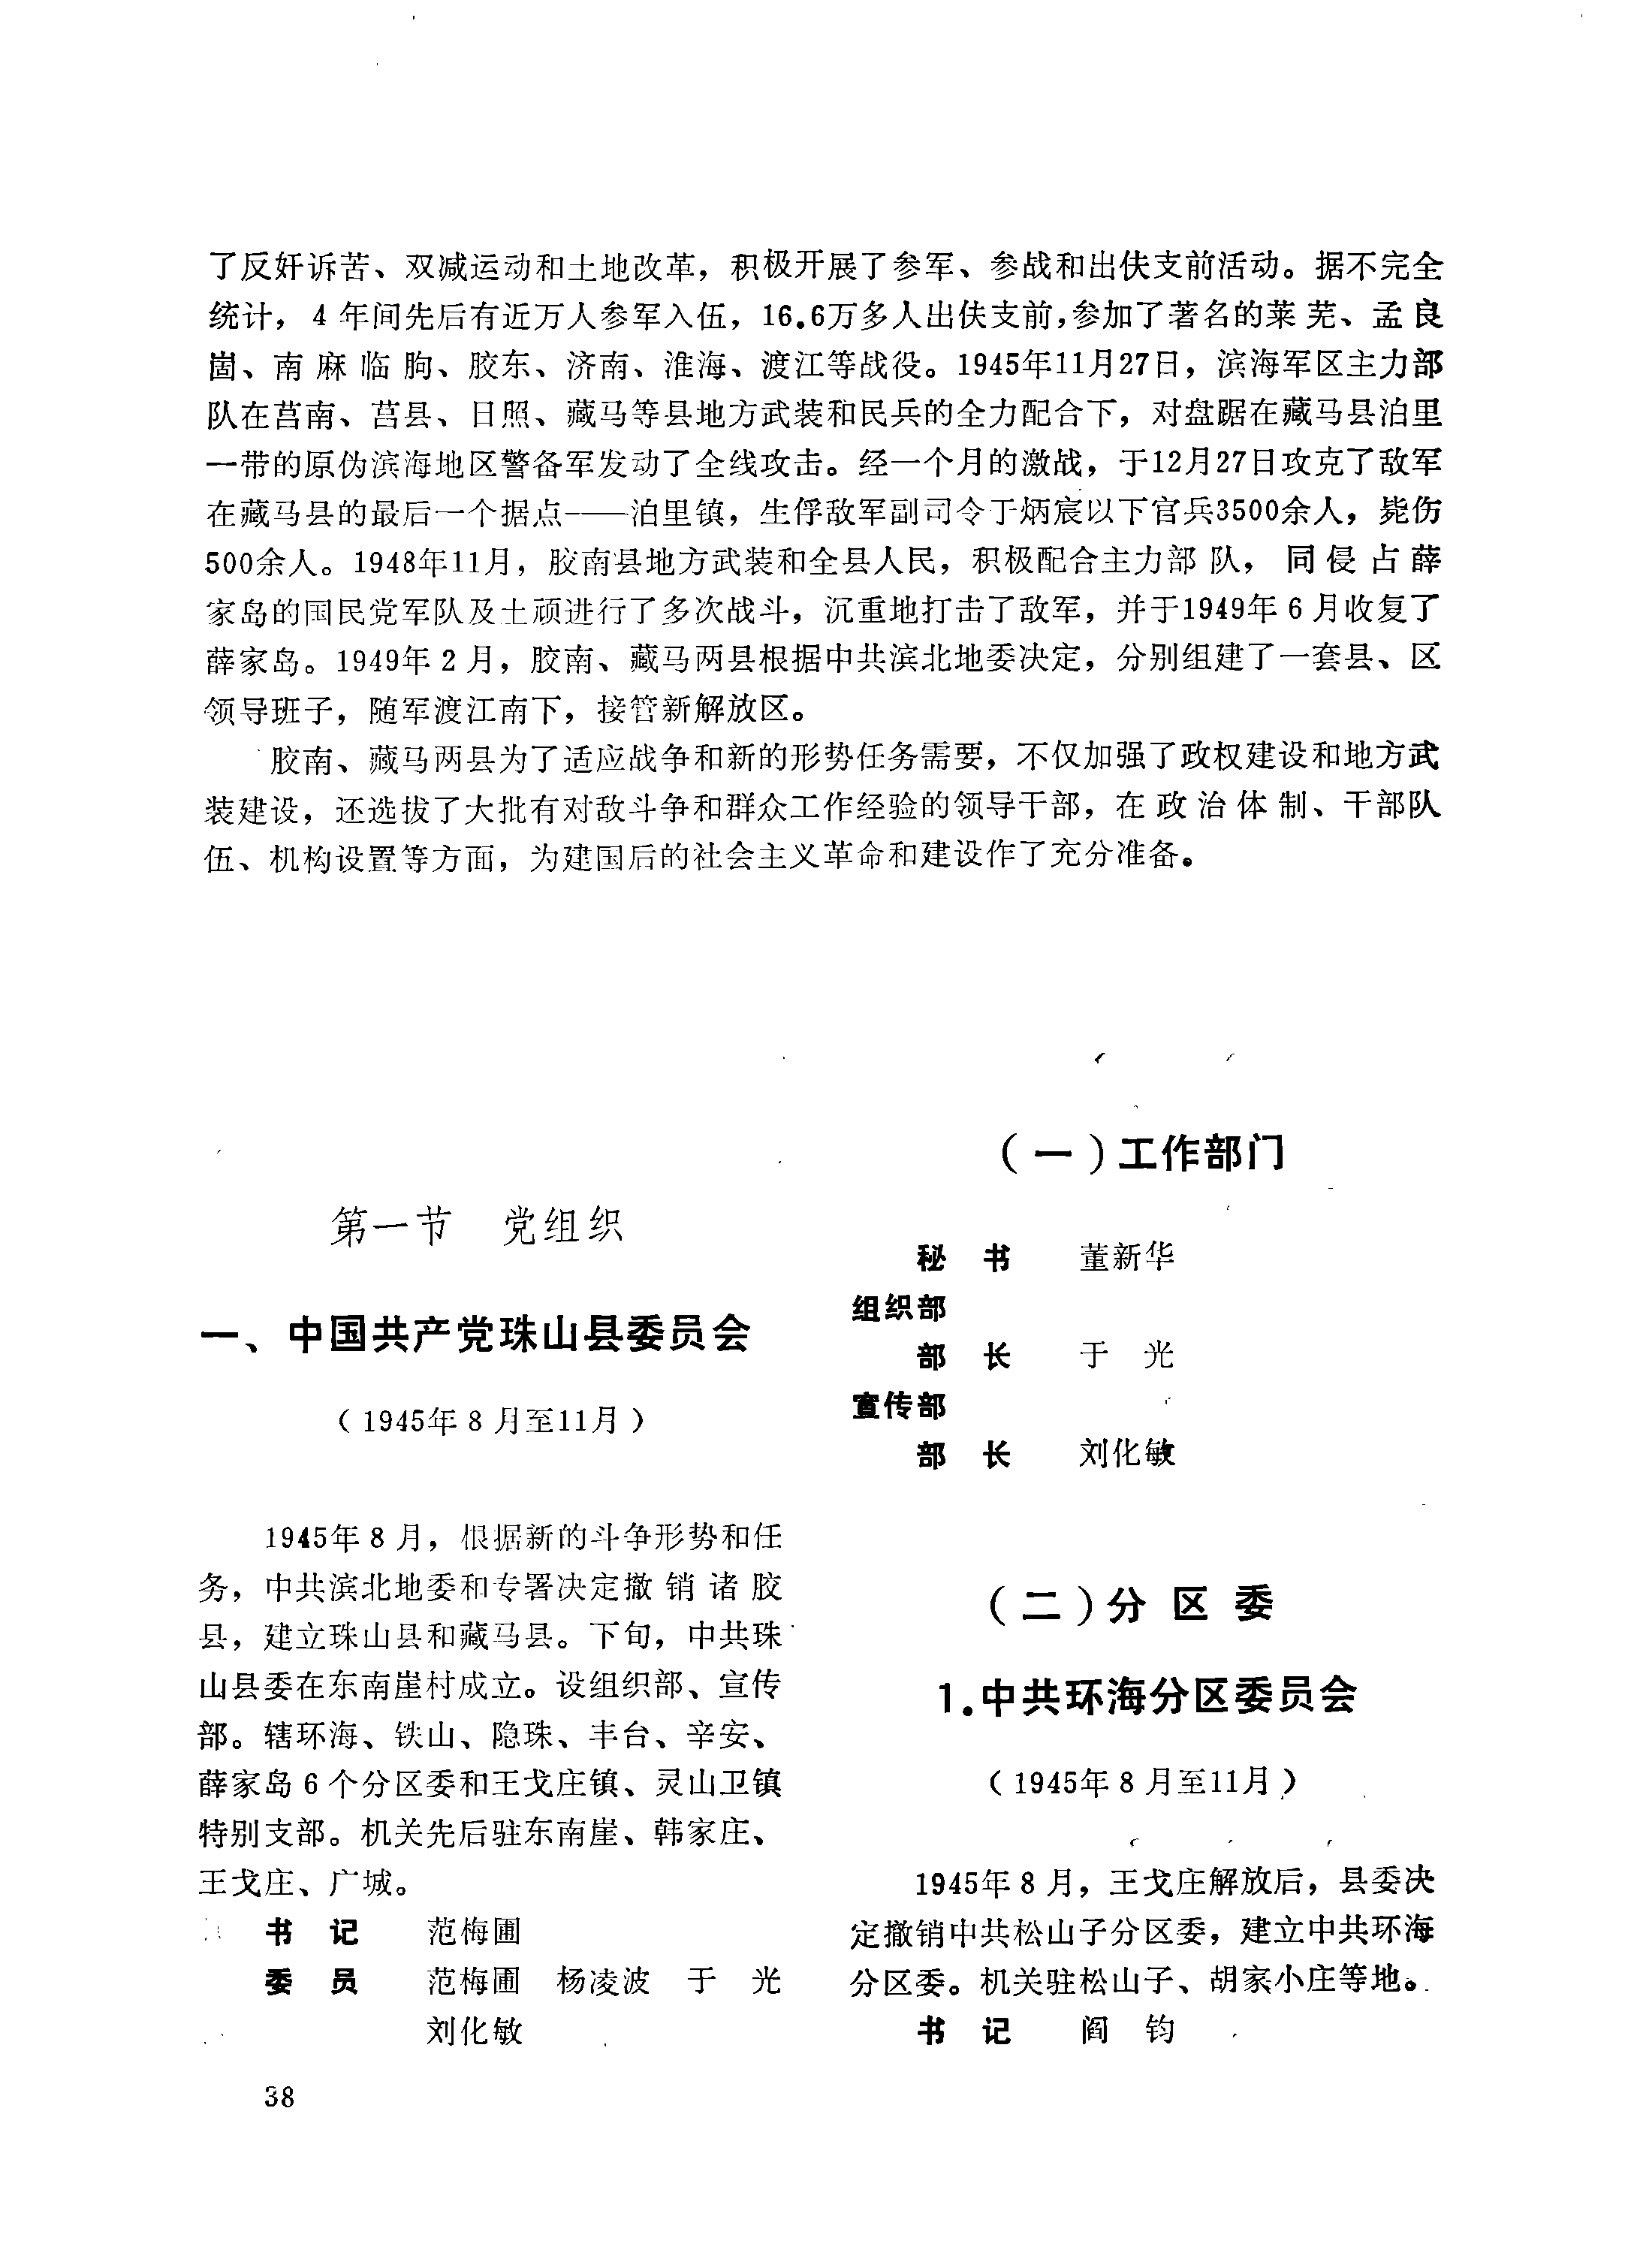 了反奸诉苦、双减运动和土地改革，积极开展了参军、参战和出伕支前活动。据不完全
统计，4年间先后有近万人参军入伍，16.6万多人出伕支前，参加了著名的莱芜、孟良
崮、南麻临朐、胶东、济南、淮海、渡江等战役。1945年11月27日，滨海军区主力部
队在莒南、莒县、日照、藏马等县地方武装和民兵的全力配合下，对盘踞在藏马县泊里
一带的原伪滨海地区警备军发动了全线攻击。经一个月的激战，于12月27日攻克了敌军
在藏马县的最后一个据点——泊里镇，生俘敌军副司令于炳宸以下官兵3500余人，毙伤
500余人。1948年11月，胶南县地方武装和全县人民，积极配合主力部队，同侵占薛
家岛的国民党军队及土顽进行了多次战斗，沉重地打击了敌军，并于1949年6月收复了
薛家岛。1949年2月，胶南、藏马两县根据中共滨北地委决定，分别组建了一套县、区
领导班子，随军渡江南下，接管新解放区。
胶南、藏马两县为了适应战争和新的形势任务需要，不仅加强了政权建设和地方武
装建设，还选拔了大批有对敌斗争和群众工作经验的领导干部，在政治体制、干部队
伍、机构设置等方面，为建国后的社会主义革命和建设作了充分准备。
第一节 党组织
一、中国共产党珠山县委员会
（1945年8月至11月）
1945年8月，根据新的斗争形势和任
务，中共滨北地委和专署决定撤销诸胶
县，建立珠山县和藏马县。下旬，中共珠
山县委在东南崖村成立。设组织部、宣传
部。辖环海、铁山、隐珠、丰台、辛安、
薛家岛6个分区委和王戈庄镇、灵山卫镇
特别支部。机关先后驻东南崖、韩家庄、
王戈庄、广城。
书 记 范梅圃
委 员 范梅圃 杨凌波 于 光
刘化敏
（一）工作部门
秘 书 董新华
组织部
部 长 于 光
宣传部
部 长 刘化敏
（二）分区委
1.中共环海分区委员会
（1945年8月至11月）
1945年8月，王戈庄解放后，县委决
定撤销中共松山子分区委，建立中共环海
分区委。机关驻松山子、胡家小庄等地。
书 记 阎 钧
38